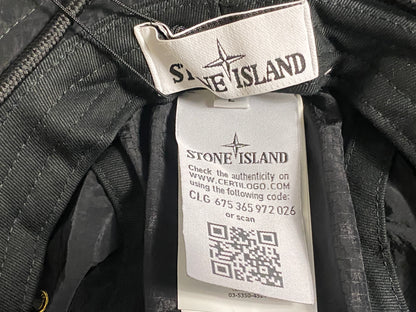 STONE ISLAND
STONE ISLAND
Check the authenticity on
WWW.CERTILOGO.COM
using the following code:
CLG 675 365 972 026
or scan